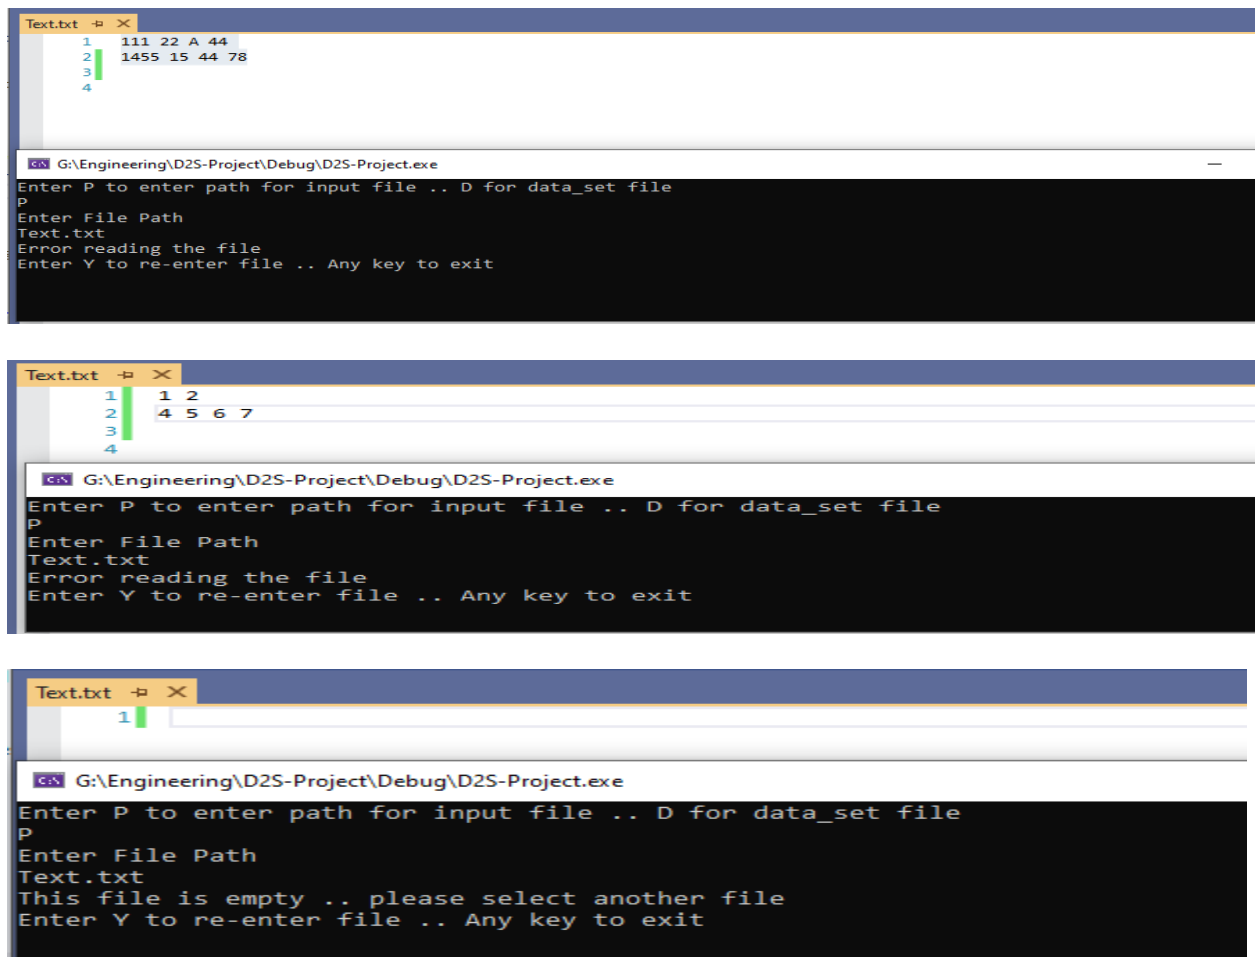 Text.txt
1 111 22 A 44
2 1455 15 44 78
3
4
G:\Engineering\D2S-Project\Debug\D2S-Project.exe
Enter P to enter path for input file .. D for data_set file
P
Enter File Path
Text.txt
Error reading the file
Enter Y to re-enter file .. Any key to exit
Text.txt
1 1 2
2 4 5 6 7
3
4
G:\Engineering\D2S-Project\Debug\D2S-Project.exe
Enter P to enter path for input file .. D for data_set file
P
Enter File Path
Text.txt
Error reading the file
Enter Y to re-enter file .. Any key to exit
Text.txt
1
G:\Engineering\D2S-Project\Debug\D2S-Project.exe
Enter P to enter path for input file .. D for data_set file
P
Enter File Path
Text.txt
This file is empty .. please select another file
Enter Y to re-enter file .. Any key to exit